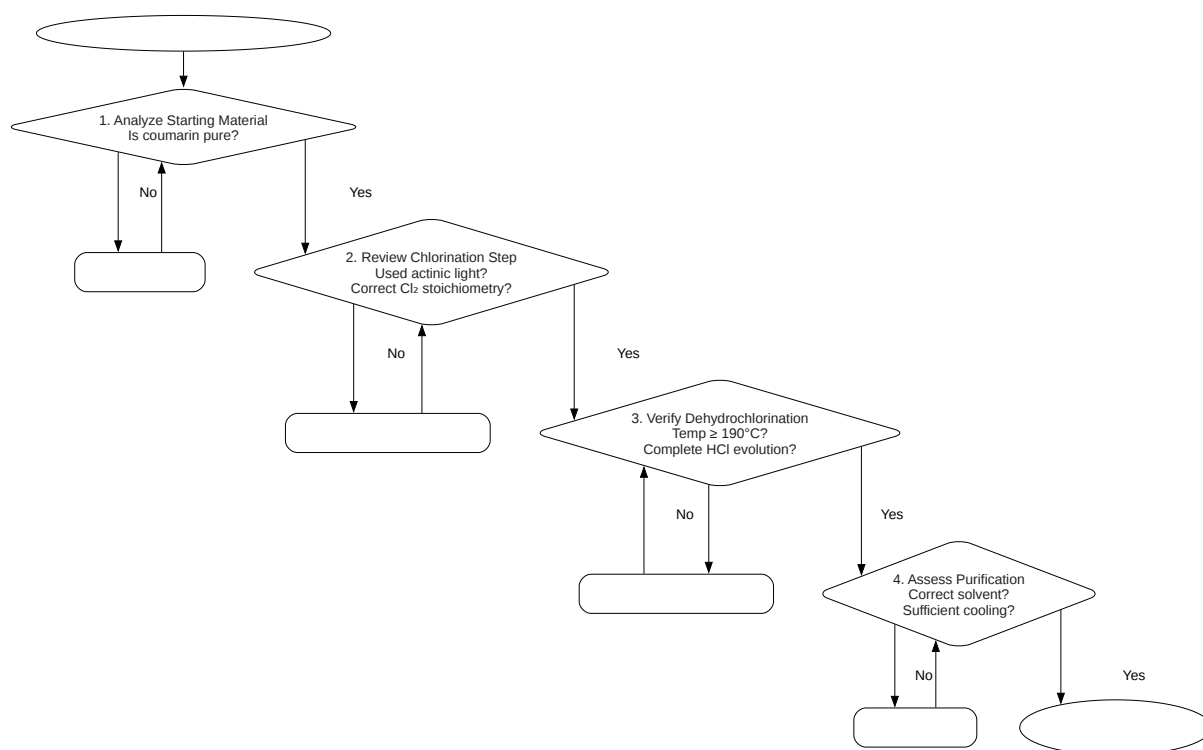 1. Analyze Starting Material
Is coumarin pure?
No
Yes
2. Review Chlorination Step
Used actinic light?
Correct Cl₂ stoichiometry?
No
Yes
3. Verify Dehydrochlorination
Temp ≥ 190°C?
Complete HCl evolution?
No
Yes
4. Assess Purification
Correct solvent?
Sufficient cooling?
No
Yes